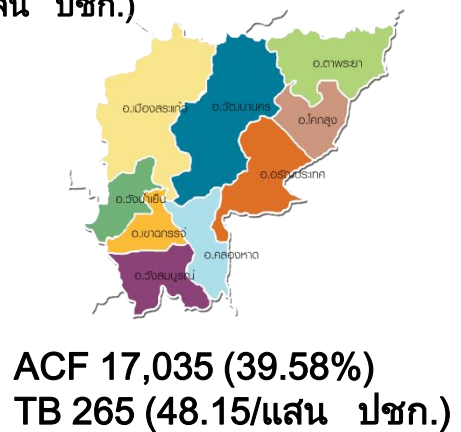 ปชก.)
อ.ตาพระยา
อ.เมืองสระแก้ว
อ.วัฒนานคร
อ.โคกสูง
อ.อรัญประเทศ
อ.วังน้ำเย็น
อ.เขาฉกรรจ์
อ.คลองหาด
อ.วังสมบูรณ์
ACF 17,035 (39.58%)
TB 265 (48.15/แสน ปชก.)